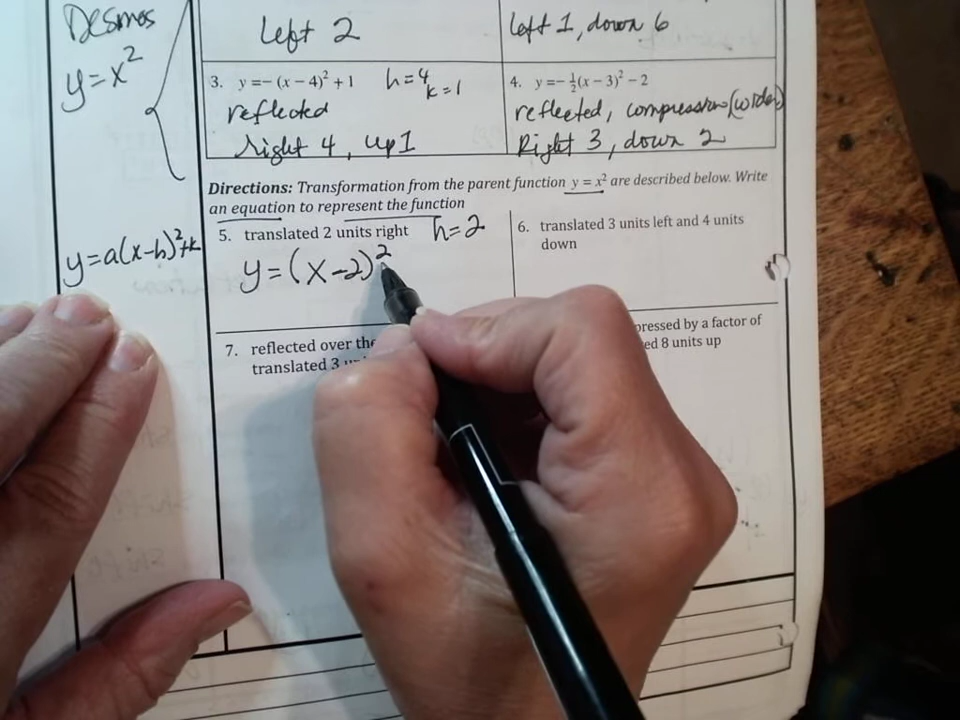 Desmos
y=x²
left 2
left 1, down 6
3. y=−(x−4)²+1 h=4 k=1
reflected
right 4, up 1
4. y=−½(x−3)²−2
reflected, compression (wider)
Right 3, down 2
Directions: Transformation from the parent function y = x² are described below. Write
an equation to represent the function
y=a(x-h)²+k
5. translated 2 units right h=2
y=(x-2)²
6. translated 3 units left and 4 units
down
7. reflected over the
translated 3
pressed by a factor of
ed 8 units up